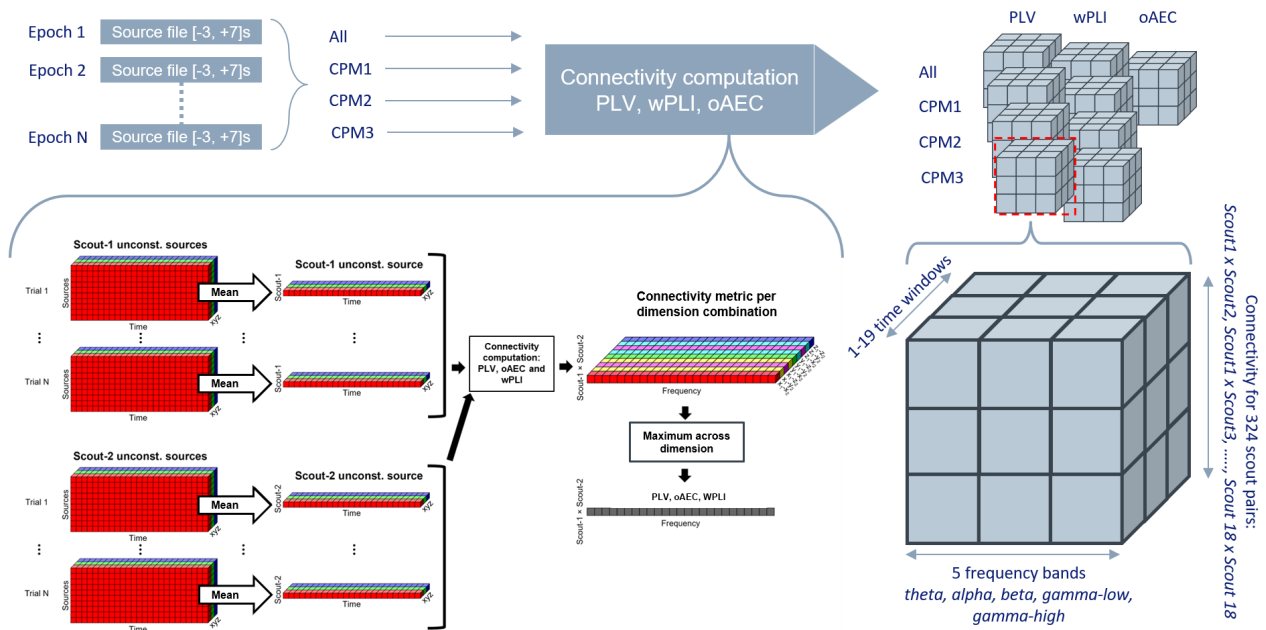 Epoch 1
Source file [-3, +7]s
Epoch 2
Source file [-3, +7]s
Epoch N
Source file [-3, +7]s
All
CPM1
CPM2
CPM3
Connectivity computation
PLV, wPLI, oAEC
PLV
wPLI
oAEC
All
CPM1
CPM2
CPM3
Scout-1 unconst. sources
Trial 1
Sources
Time
xyz
Mean
Scout-1 unconst. source
Scout-1
Time
xyz
...
...
...
Trial N
Sources
Time
xyz
Mean
Scout-1
Time
xyz
Scout-2 unconst. sources
Trial 1
Sources
Time
xyz
Mean
Scout-2 unconst. source
Scout-2
Time
xyz
...
...
...
Trial N
Sources
Time
xyz
Mean
Scout-2
Time
xyz
Connectivity
computation:
PLV, oAEC and
wPLI
Connectivity metric per
dimension combination
Scout-1 × Scout-2
Frequency
Maximum across
dimension
PLV, oAEC, WPLI
Scout-1 × Scout-2
Frequency
1-19 time windows
5 frequency bands
theta, alpha, beta, gamma-low,
gamma-high
Connectivity for 324 scout pairs:
Scout1 x Scout2, Scout1 x Scout3, ....., Scout 18 x Scout 18